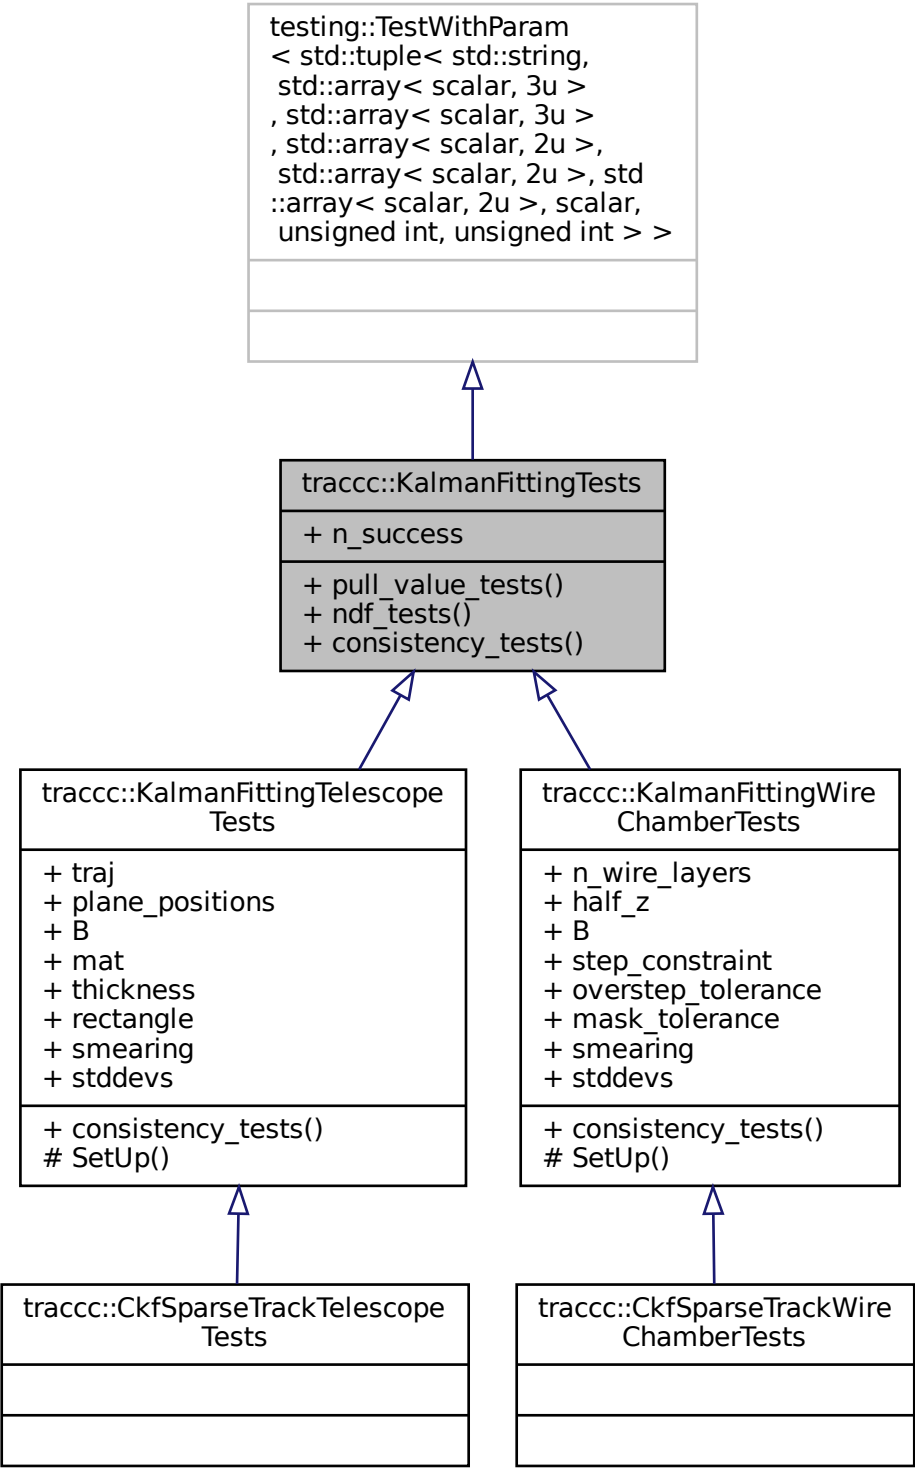 testing::TestWithParam
< std::tuple< std::string,
std::array< scalar, 3u >
, std::array< scalar, 3u >
, std::array< scalar, 2u >,
std::array< scalar, 2u >, std
::array< scalar, 2u >, scalar,
unsigned int, unsigned int > >
traccc::KalmanFittingTests
+ n_success
+ pull_value_tests()
+ ndf_tests()
+ consistency_tests()
traccc::KalmanFittingTelescope
Tests
+ traj
+ plane_positions
+ B
+ mat
+ thickness
+ rectangle
+ smearing
+ stddevs
+ consistency_tests()
# SetUp()
traccc::KalmanFittingWire
ChamberTests
+ n_wire_layers
+ half_z
+ B
+ step_constraint
+ overstep_tolerance
+ mask_tolerance
+ smearing
+ stddevs
+ consistency_tests()
# SetUp()
traccc::CkfSparseTrackTelescope
Tests
traccc::CkfSparseTrackWire
ChamberTests